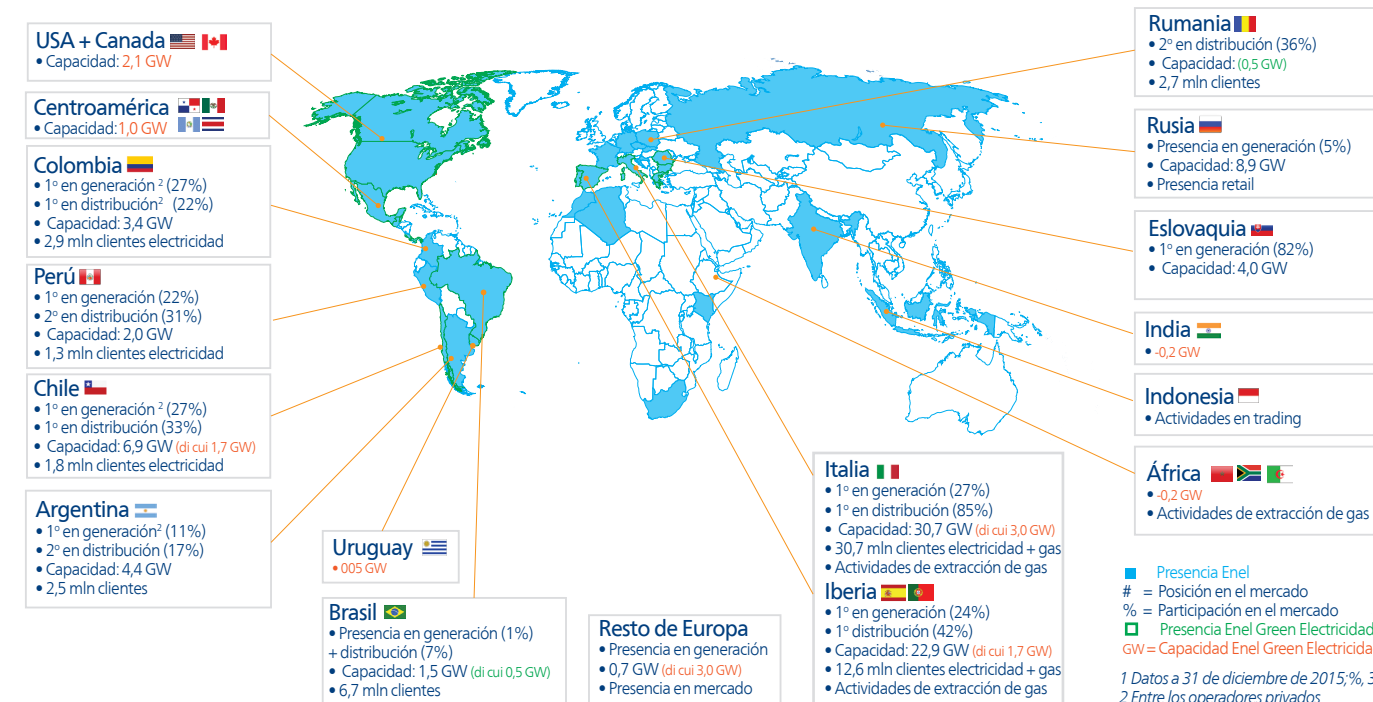 USA + Canada
• Capacidad: 2,1 GW
Centroamérica
• Capacidad: 1,0 GW
Colombia
• 1º en generación ² (27%)
• 1º en distribución² (22%)
• Capacidad: 3,4 GW
• 2,9 mln clientes electricidad
Perú
• 1º en generación (22%)
• 2º en distribución (31%)
• Capacidad: 2,0 GW
• 1,3 mln clientes electricidad
Chile
• 1º en generación ² (27%)
• 1º en distribución (33%)
• Capacidad: 6,9 GW (di cui 1,7 GW)
• 1,8 mln clientes electricidad
Argentina
• 1º en generación² (11%)
• 2º en distribución (17%)
• Capacidad: 4,4 GW
• 2,5 mln clientes
Uruguay
• 005 GW
Brasil
• Presencia en generación (1%)
+ distribución (7%)
• Capacidad: 1,5 GW (di cui 0,5 GW)
• 6,7 mln clientes
Resto de Europa
• Presencia en generación
• 0,7 GW (di cui 3,0 GW)
• Presencia en mercado
Italia
• 1º en generación (27%)
• 1º en distribución (85%)
• Capacidad: 30,7 GW (di cui 3,0 GW)
• 30,7 mln clientes electricidad + gas
• Actividades de extracción de gas
Iberia
• 1º en generación (24%)
• 1º distribución (42%)
• Capacidad: 22,9 GW (di cui 1,7 GW)
• 12,6 mln clientes electricidad + gas
• Actividades de extracción de gas
Rumania
• 2º en distribución (36%)
• Capacidad: (0,5 GW)
• 2,7 mln clientes
Rusia
• Presencia en generación (5%)
• Capacidad: 8,9 GW
• Presencia retail
Eslovaquia
• 1º en generación (82%)
• Capacidad: 4,0 GW
India
• -0,2 GW
Indonesia
• Actividades en trading
África
• -0,2 GW
• Actividades de extracción de gas
Presencia Enel
# = Posición en el mercado
% = Participación en el mercado
Presencia Enel Green Electricidad
GW = Capacidad Enel Green Electricida
1 Datos a 31 de diciembre de 2015;%, 3
2 Entre los operadores privados